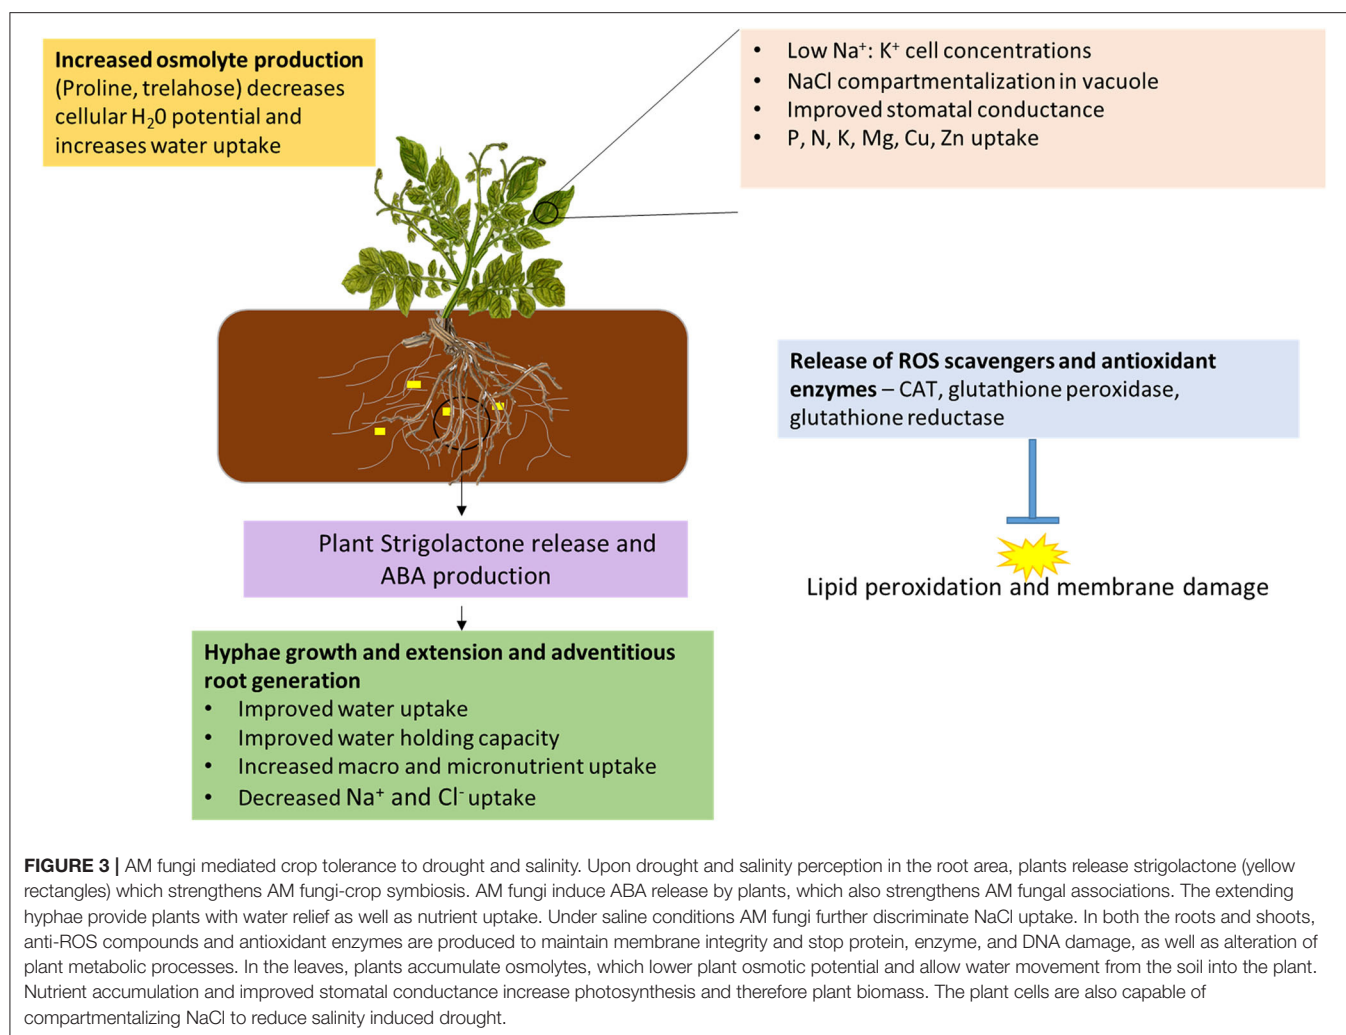 Increased osmolyte production
(Proline, trelahose) decreases
cellular H₂0 potential and
increases water uptake
• Low Na⁺: K⁺ cell concentrations
• NaCl compartmentalization in vacuole
• Improved stomatal conductance
• P, N, K, Mg, Cu, Zn uptake
Release of ROS scavengers and antioxidant
enzymes – CAT, glutathione peroxidase,
glutathione reductase
Lipid peroxidation and membrane damage
Plant Strigolactone release and
ABA production
Hyphae growth and extension and adventitious
root generation
• Improved water uptake
• Improved water holding capacity
• Increased macro and micronutrient uptake
• Decreased Na⁺ and Cl⁻ uptake
FIGURE 3 | AM fungi mediated crop tolerance to drought and salinity. Upon drought and salinity perception in the root area, plants release strigolactone (yellow
rectangles) which strengthens AM fungi-crop symbiosis. AM fungi induce ABA release by plants, which also strengthens AM fungal associations. The extending
hyphae provide plants with water relief as well as nutrient uptake. Under saline conditions AM fungi further discriminate NaCl uptake. In both the roots and shoots,
anti-ROS compounds and antioxidant enzymes are produced to maintain membrane integrity and stop protein, enzyme, and DNA damage, as well as alteration of
plant metabolic processes. In the leaves, plants accumulate osmolytes, which lower plant osmotic potential and allow water movement from the soil into the plant.
Nutrient accumulation and improved stomatal conductance increase photosynthesis and therefore plant biomass. The plant cells are also capable of
compartmentalizing NaCl to reduce salinity induced drought.